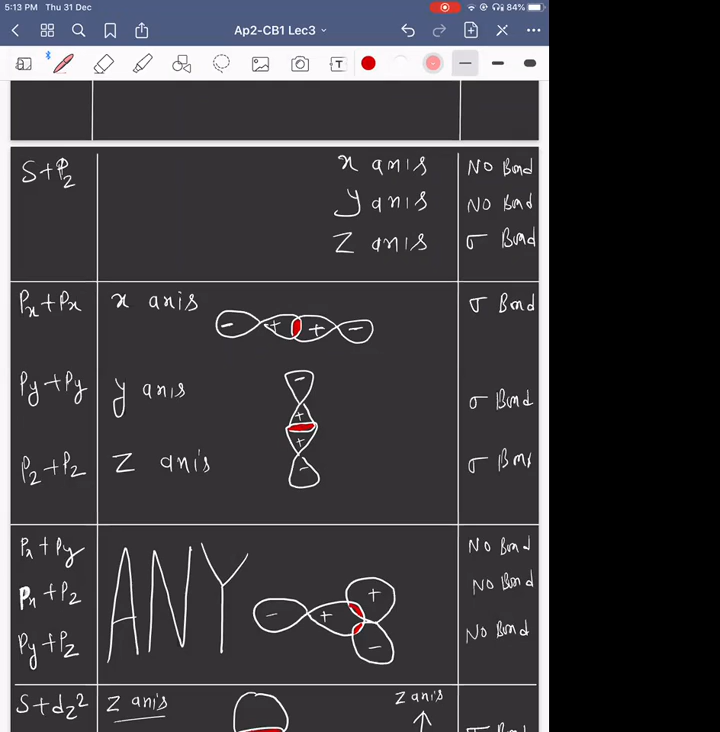 5:13 PM Thu 31 Dec
84%
Ap2-CB1 Lec3
T
S+Pz x axis No Bond
y axis No Bond
Z axis σ Bond
Px+Px x axis - + + - σ Bond
Py+Py y axis - + + - σ Bond
Pz+Pz Z axis σ Bond
Px+Py ANY - + + - No Bond
Px+Pz No Bond
Py+Pz No Bond
S+dz² Z axis Z axis
σ Bond